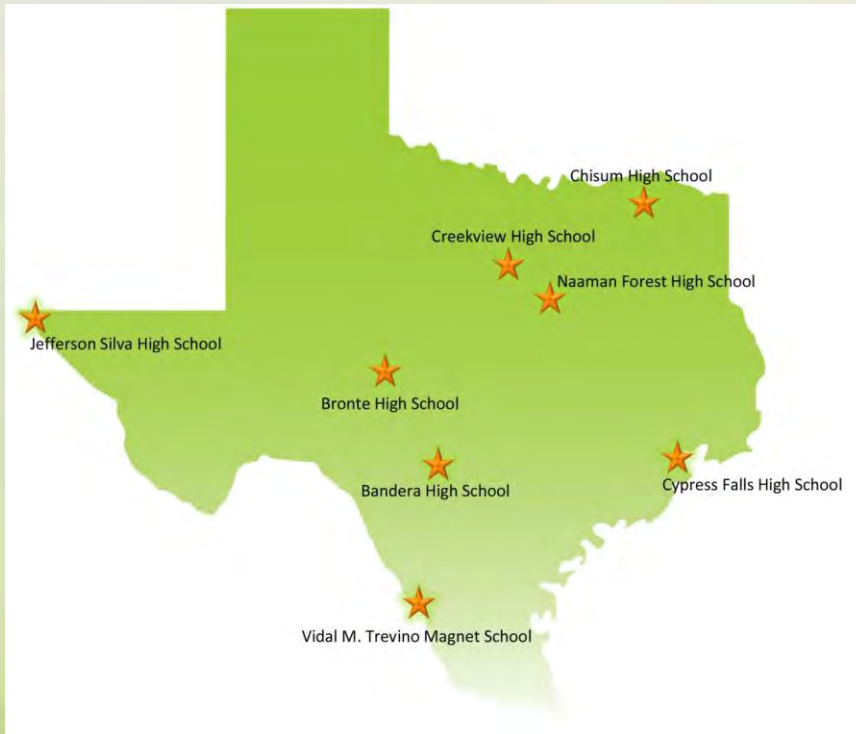 Chisum High School
Creekview High School
Naaman Forest High School
Jefferson Silva High School
Bronte High School
Bandera High School
Cypress Falls High School
Vidal M. Trevino Magnet School